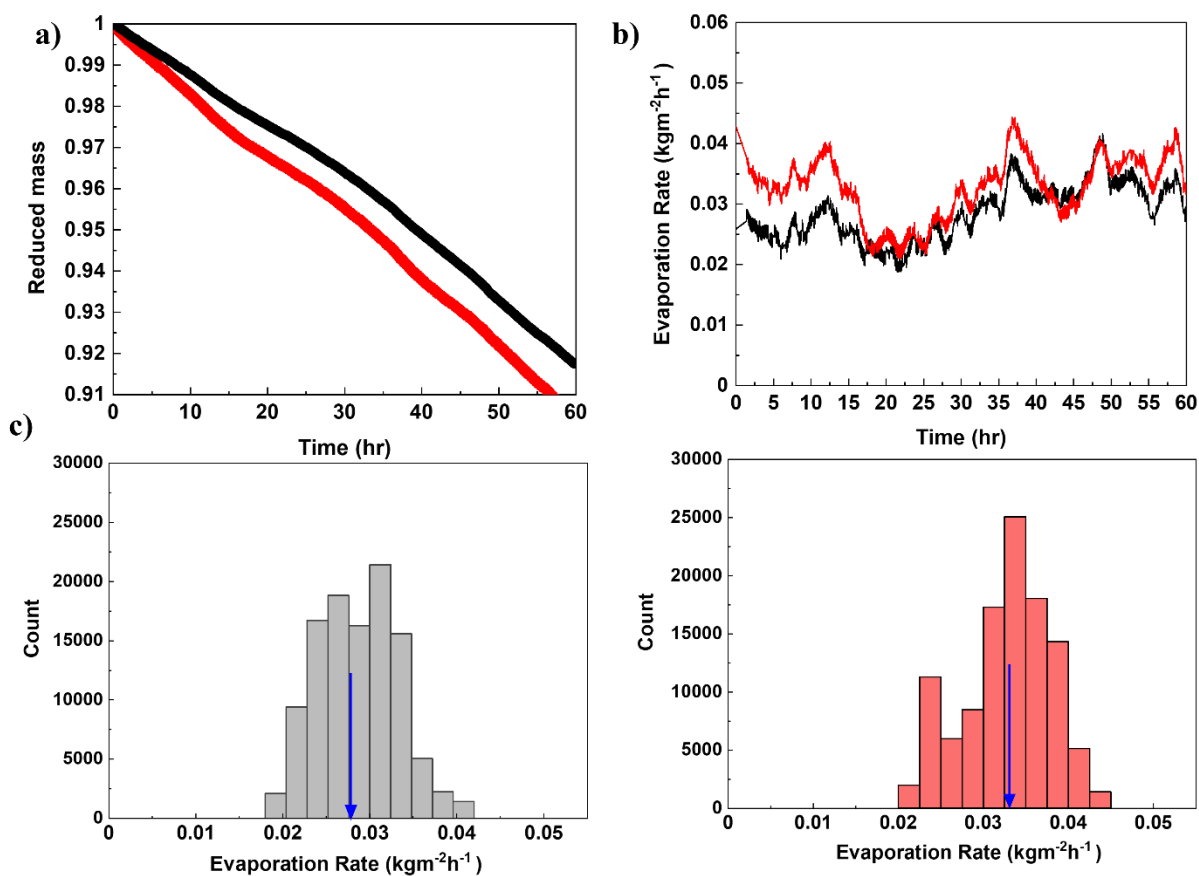 a)
1
0.99
0.98
0.97
0.96
0.95
0.94
0.93
0.92
0.91
Reduced mass
0 10 20 30 40 50 60
Time (hr)
b)
0.06
0.05
0.04
0.03
0.02
0.01
0
Evaporation Rate (kgm⁻²h⁻¹)
0 5 10 15 20 25 30 35 40 45 50 55 60
Time (hr)
c)
30000
25000
20000
15000
10000
5000
0
Count
0 0.01 0.02 0.03 0.04 0.05
Evaporation Rate (kgm⁻²h⁻¹)
30000
25000
20000
15000
10000
5000
0
Count
0 0.01 0.02 0.03 0.04 0.05
Evaporation Rate (kgm⁻²h⁻¹)